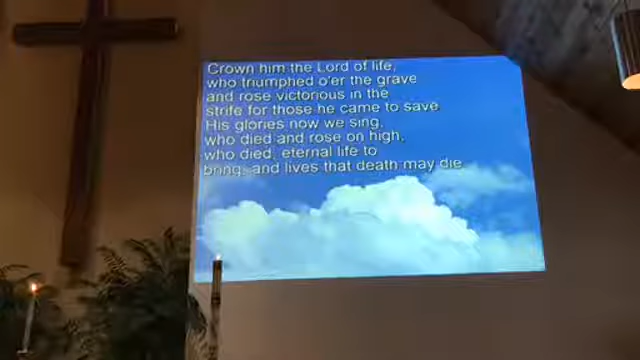 Crown him the Lord of life,
who triumphed o'er the grave
and rose victorious in the
strife for those he came to save.
His glories now we sing,
who died and rose on high,
who died, eternal life to
bring, and lives that death may die